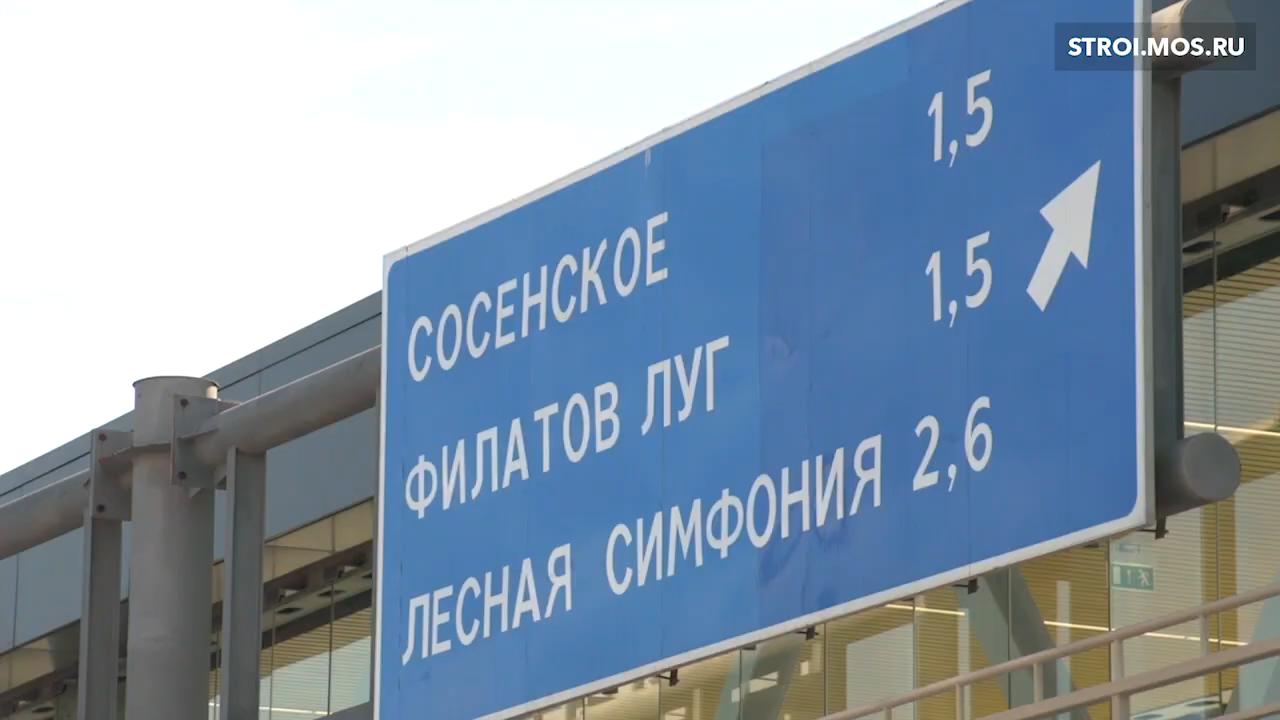 STROI.MOS.RU
СОСЕНСКОЕ 1,5
ФИЛАТОВ ЛУГ 1,5
ЛЕСНАЯ СИМФОНИЯ 2,6